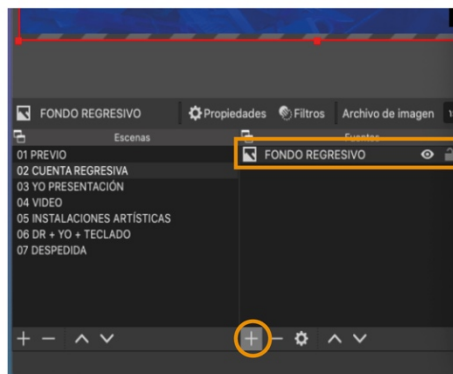 FONDO REGRESIVO Propiedades Filtros Archivo de imagen
Escenas Fuentes
01 PREVIO FONDO REGRESIVO
02 CUENTA REGRESIVA
03 YO PRESENTACIÓN
04 VIDEO
05 INSTALACIONES ARTÍSTICAS
06 DR + YO + TECLADO
07 DESPEDIDA